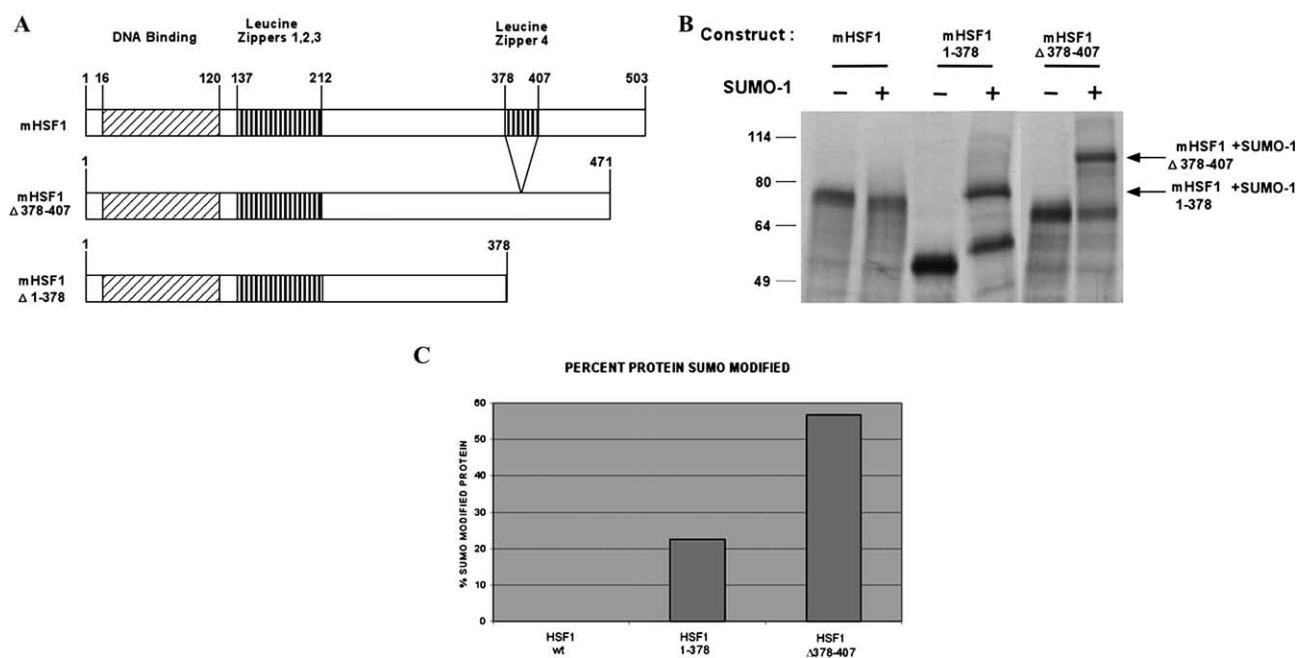 A
DNA Binding
Leucine
Zippers 1,2,3
Leucine
Zipper 4
1 16 120 137 212 378 407 503
mHSF1
1 471
mHSF1
Δ 378-407
1 378
mHSF1
Δ 1-378
B
Construct : mHSF1 mHSF1 mHSF1
1-378 Δ 378-407
SUMO-1 − + − + − +
114
80
64
49
mHSF1 +SUMO-1
Δ 378-407
mHSF1 +SUMO-1
1-378
C
PERCENT PROTEIN SUMO MODIFIED
% SUMO MODIFIED PROTEIN
60
50
40
30
20
10
0
HSF1
wt
HSF1
1-378
HSF1
Δ378-407